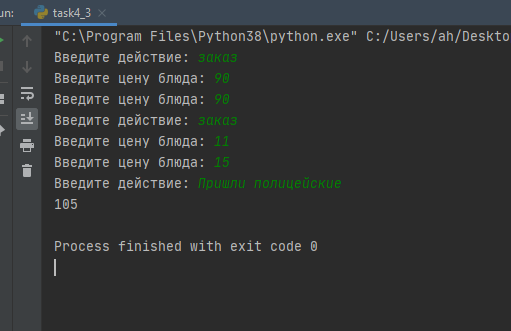 un:
task4_3
"C:\Program Files\Python38\python.exe" C:/Users/ah/Deskto
Введите действие: заказ
Введите цену блюда: 90
Введите цену блюда: 90
Введите действие: заказ
Введите цену блюда: 11
Введите цену блюда: 15
Введите действие: Пришли полицейские
105
Process finished with exit code 0